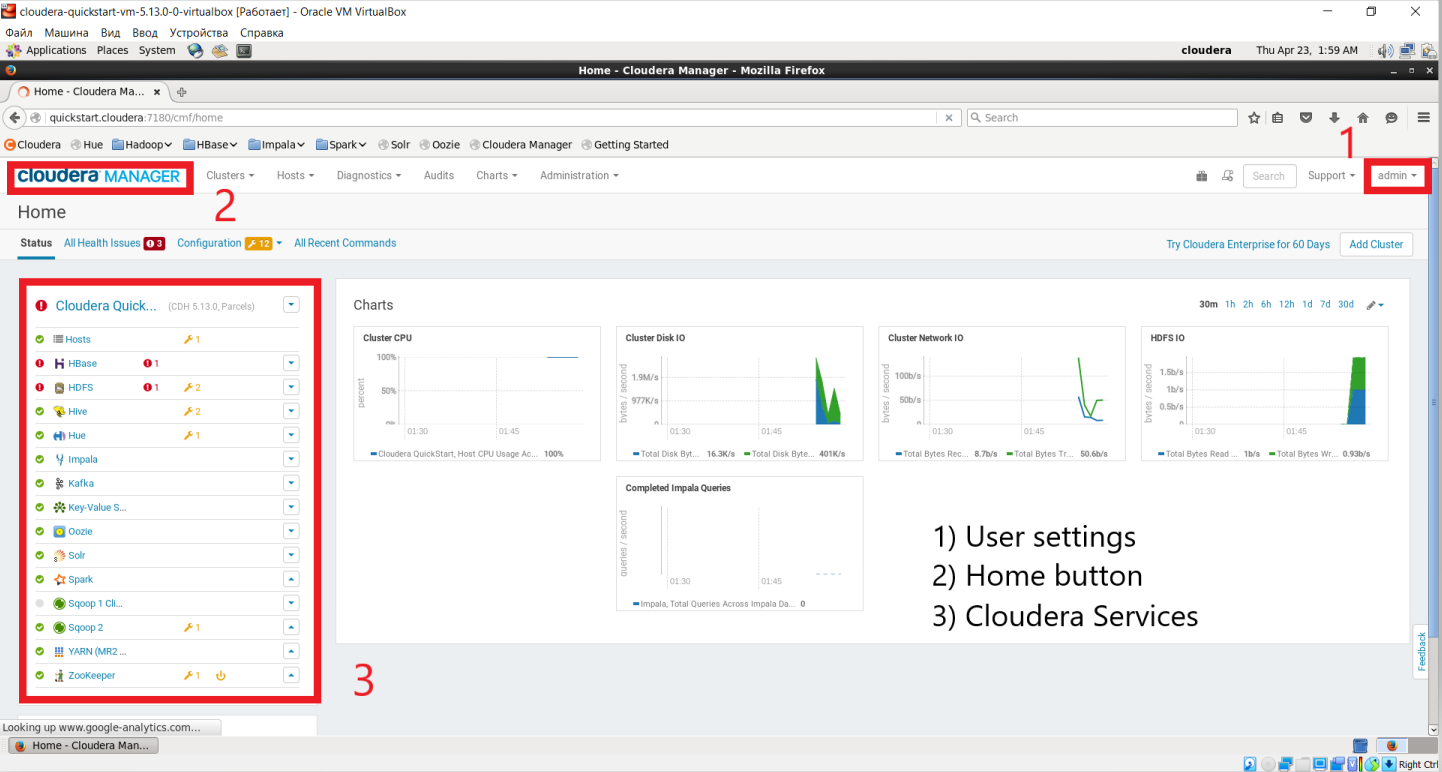 cloudera-quickstart-vm-5.13.0-0-virtualbox [Работает] - Oracle VM VirtualBox
Файл Машина Вид Ввод Устройства Справка
Applications Places System cloudera Thu Apr 23, 1:59 AM
Home - Cloudera Manager - Mozilla Firefox
Home - Cloudera Ma...
quickstart.cloudera:7180/cmf/home Search
Cloudera Hue Hadoop HBase Impala Spark Solr Oozie Cloudera Manager Getting Started
1
cloudera MANAGER Clusters Hosts Diagnostics Audits Charts Administration Search Support admin
2
Home
Status All Health Issues 3 Configuration 12 All Recent Commands Try Cloudera Enterprise for 60 Days Add Cluster
Cloudera Quick... (CDH 5.13.0, Parcels)
Hosts 1
HBase 1
HDFS 1 2
Hive 2
Hue 1
Impala
Kafka
Key-Value S...
Oozie
Solr
Spark
Sqoop 1 Cli...
Sqoop 2 1
YARN (MR2 ...
ZooKeeper 1
3
Charts 30m 1h 2h 6h 12h 1d 7d 30d
Cluster CPU
percent
100%
50%
0%
01:30 01:45
Cloudera QuickStart, Host CPU Usage Ac... 100%
Cluster Disk IO
bytes / second
1.9M/s
977K/s
0
01:30 01:45
Total Disk Byt... 16.3K/s Total Disk Byte... 401K/s
Cluster Network IO
bytes / second
100b/s
50b/s
0
01:30 01:45
Total Bytes Rec... 8.7b/s Total Bytes Tr... 50.6b/s
HDFS IO
bytes / second
1.5b/s
1b/s
0.5b/s
0
01:30 01:45
Total Bytes Read ... 1b/s Total Bytes Wr... 0.93b/s
Completed Impala Queries
queries / second
01:30 01:45
Impala, Total Queries Across Impala Da... 0
1) User settings
2) Home button
3) Cloudera Services
Feedback
Looking up www.google-analytics.com...
Home - Cloudera Man...
Right Ctrl